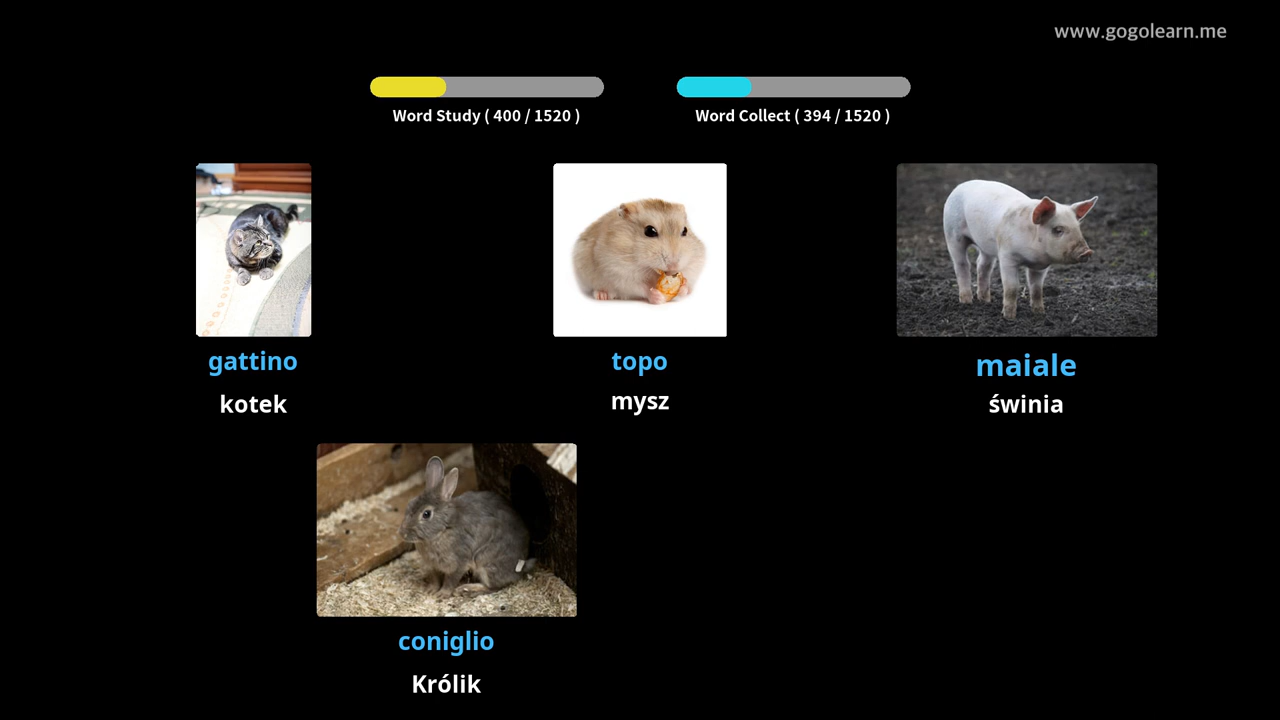 www.gogolearn.me
Word Study ( 400 / 1520 )
Word Collect ( 394 / 1520 )
gattino
kotek
topo
mysz
maiale
świnia
coniglio
Królik